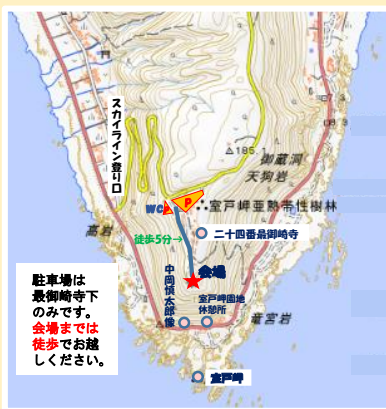 スカイライン登り口
△185.1
御蔵洞
天狗岩
WC
P
∴室戸岬亜熱帯性樹林
二十四番最御崎寺
徒歩5分→
高岩
会場
中岡慎太郎像
室戸岬園地
休憩所
竜宮岩
室戸岬
駐車場は
最御崎寺下
のみです。
会場までは
徒歩でお越
しください。